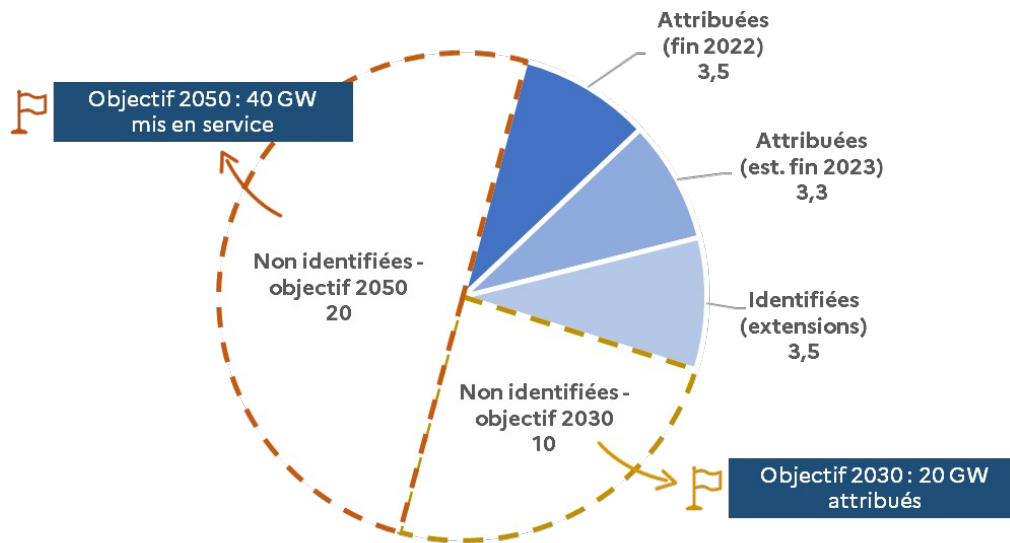 Attribuées
(fin 2022)
3,5
Objectif 2050 : 40 GW
mis en service
Attribuées
(est. fin 2023)
3,3
Non identifiées -
objectif 2050
20
Identifiées
(extensions)
3,5
Non identifiées -
objectif 2030
10
Objectif 2030 : 20 GW
attribués